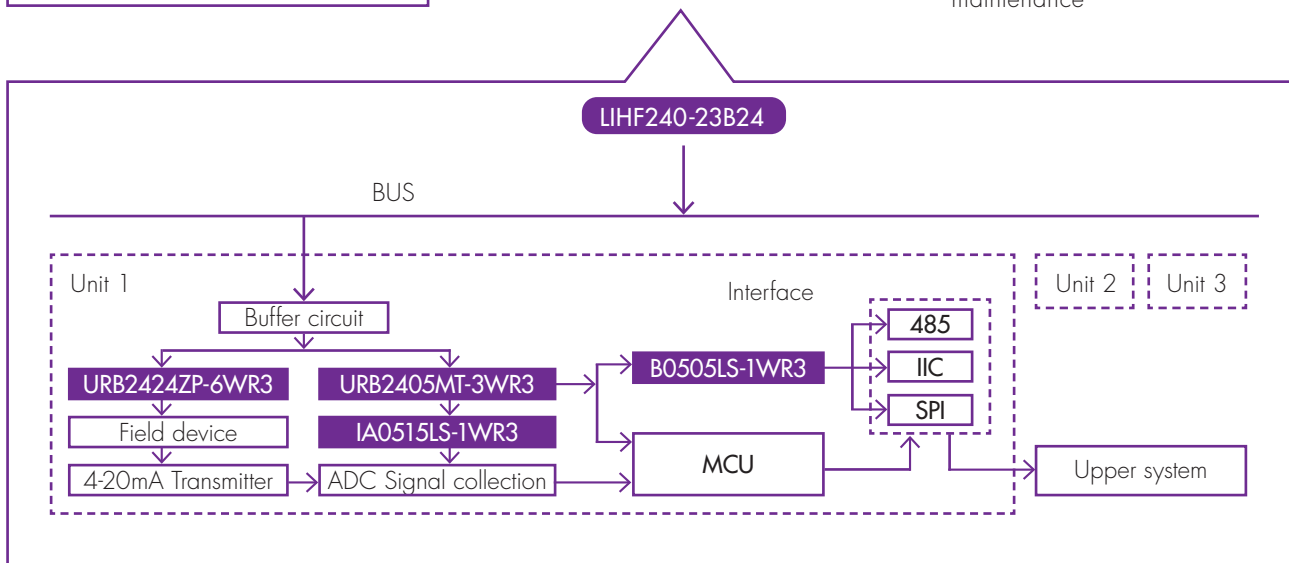 maintenance
LIHF240-23B24
BUS
Unit 1
Interface
Unit 2
Unit 3
Buffer circuit
485
URB2424ZP-6WR3
URB2405MT-3WR3
B0505LS-1WR3
IIC
Field device
IA0515LS-1WR3
SPI
4-20mA Transmitter
ADC Signal collection
MCU
Upper system